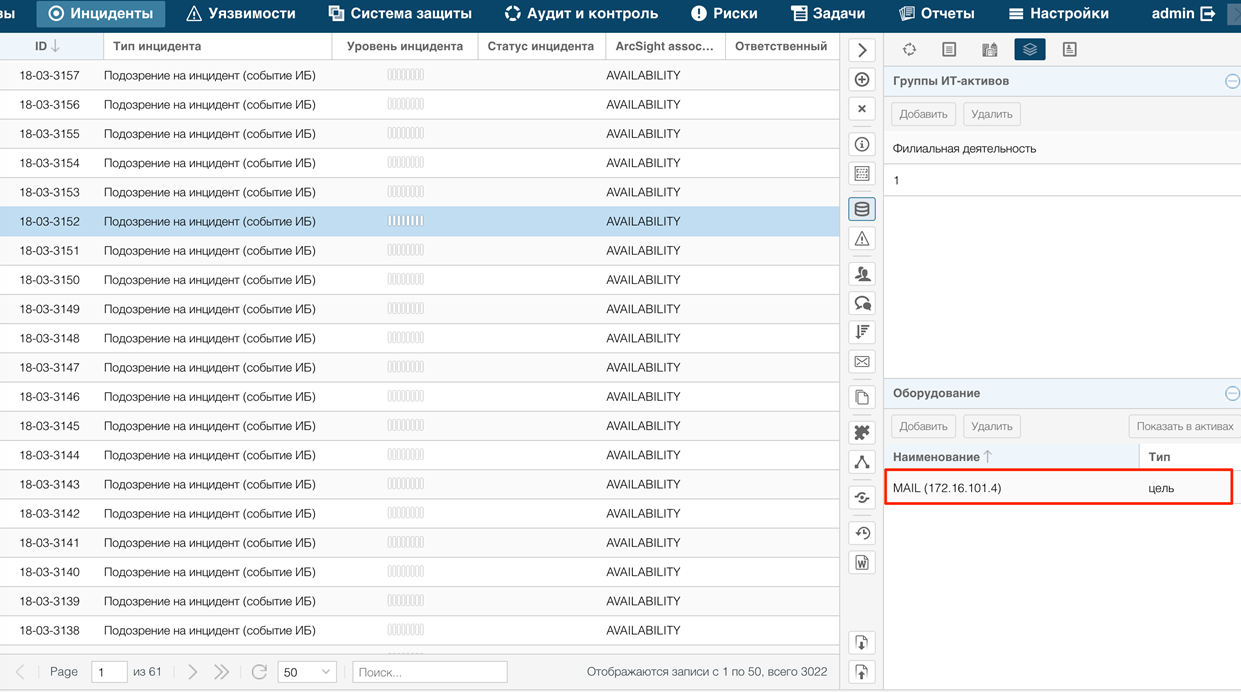 зы Инциденты Уязвимости Система защиты Аудит и контроль Риски Задачи Отчеты Настройки admin
ID Тип инцидента Уровень инцидента Статус инцидента ArcSight assoc... Ответственный
18-03-3157 Подозрение на инцидент (событие ИБ) AVAILABILITY
18-03-3156 Подозрение на инцидент (событие ИБ) AVAILABILITY
18-03-3155 Подозрение на инцидент (событие ИБ) AVAILABILITY
18-03-3154 Подозрение на инцидент (событие ИБ) AVAILABILITY
18-03-3153 Подозрение на инцидент (событие ИБ) AVAILABILITY
18-03-3152 Подозрение на инцидент (событие ИБ) AVAILABILITY
18-03-3151 Подозрение на инцидент (событие ИБ) AVAILABILITY
18-03-3150 Подозрение на инцидент (событие ИБ) AVAILABILITY
18-03-3149 Подозрение на инцидент (событие ИБ) AVAILABILITY
18-03-3148 Подозрение на инцидент (событие ИБ) AVAILABILITY
18-03-3147 Подозрение на инцидент (событие ИБ) AVAILABILITY
18-03-3146 Подозрение на инцидент (событие ИБ) AVAILABILITY
18-03-3145 Подозрение на инцидент (событие ИБ) AVAILABILITY
18-03-3144 Подозрение на инцидент (событие ИБ) AVAILABILITY
18-03-3143 Подозрение на инцидент (событие ИБ) AVAILABILITY
18-03-3142 Подозрение на инцидент (событие ИБ) AVAILABILITY
18-03-3141 Подозрение на инцидент (событие ИБ) AVAILABILITY
18-03-3140 Подозрение на инцидент (событие ИБ) AVAILABILITY
18-03-3139 Подозрение на инцидент (событие ИБ) AVAILABILITY
18-03-3138 Подозрение на инцидент (событие ИБ) AVAILABILITY
Page 1 из 61 50 Поиск... Отображаются записи с 1 по 50, всего 3022
Группы ИТ-активов
Добавить Удалить
Филиальная деятельность
1
Оборудование
Добавить Удалить Показать в активах
Наименование Тип
MAIL (172.16.101.4) цель